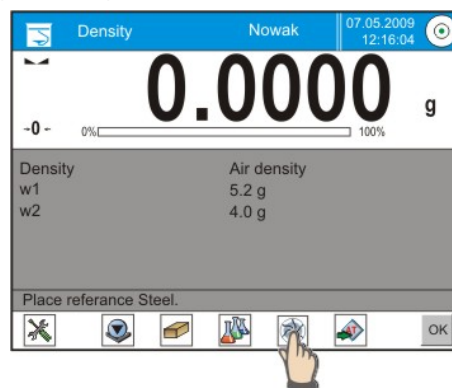 Density Nowak 07.05.2009
12:16:04
0.0000 g
-0- 0% 100%
Density Air density
w1 5.2 g
w2 4.0 g
Place referance Steel.
OK